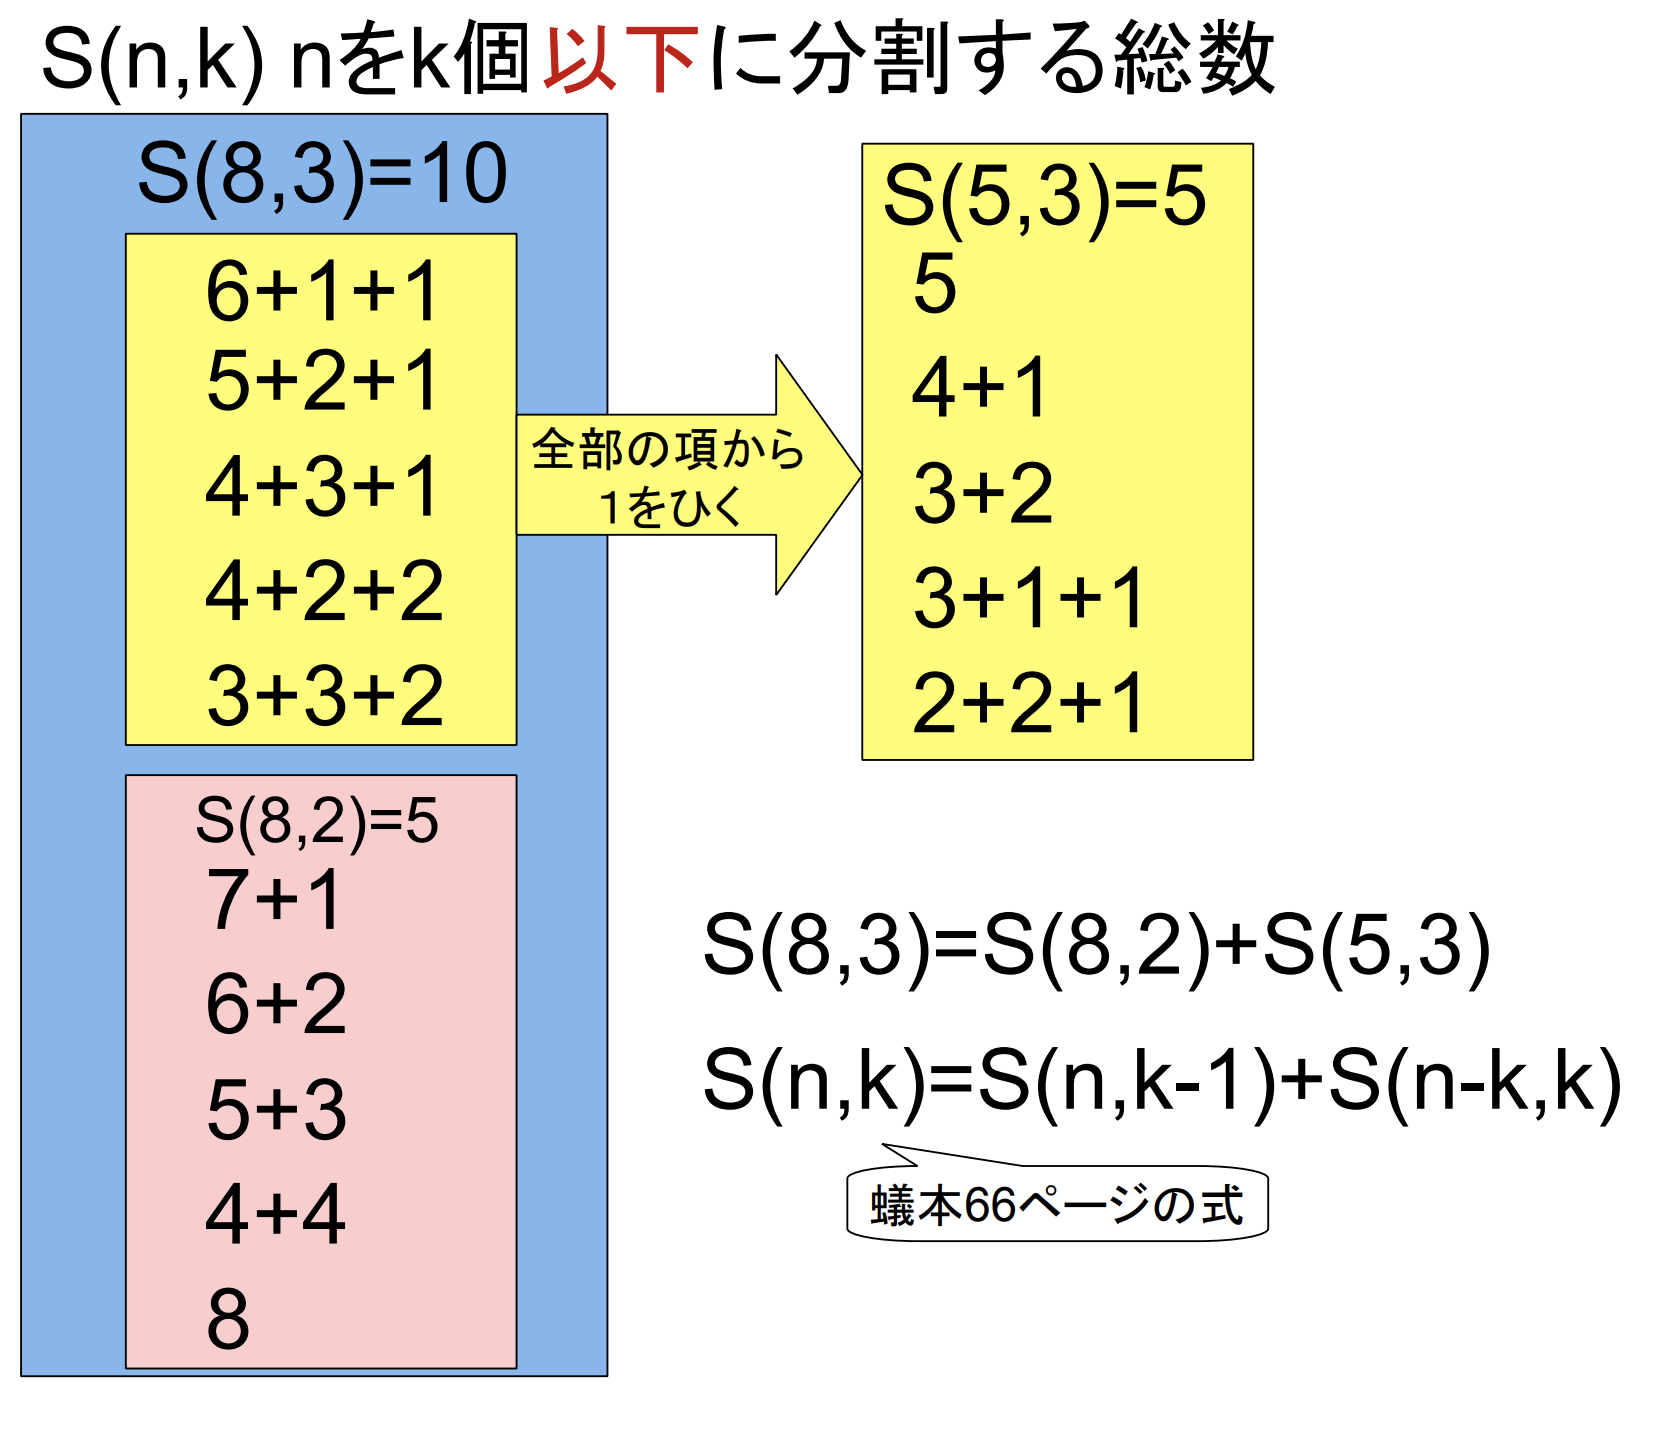 S(n,k) nをk個以下に分割する総数
S(8,3)=10
6+1+1
5+2+1
4+3+1
4+2+2
3+3+2
全部の項から
1をひく
S(5,3)=5
5
4+1
3+2
3+1+1
2+2+1
S(8,2)=5
7+1
6+2
5+3
4+4
8
S(8,3)=S(8,2)+S(5,3)
S(n,k)=S(n,k-1)+S(n-k,k)
蟻本66ページの式